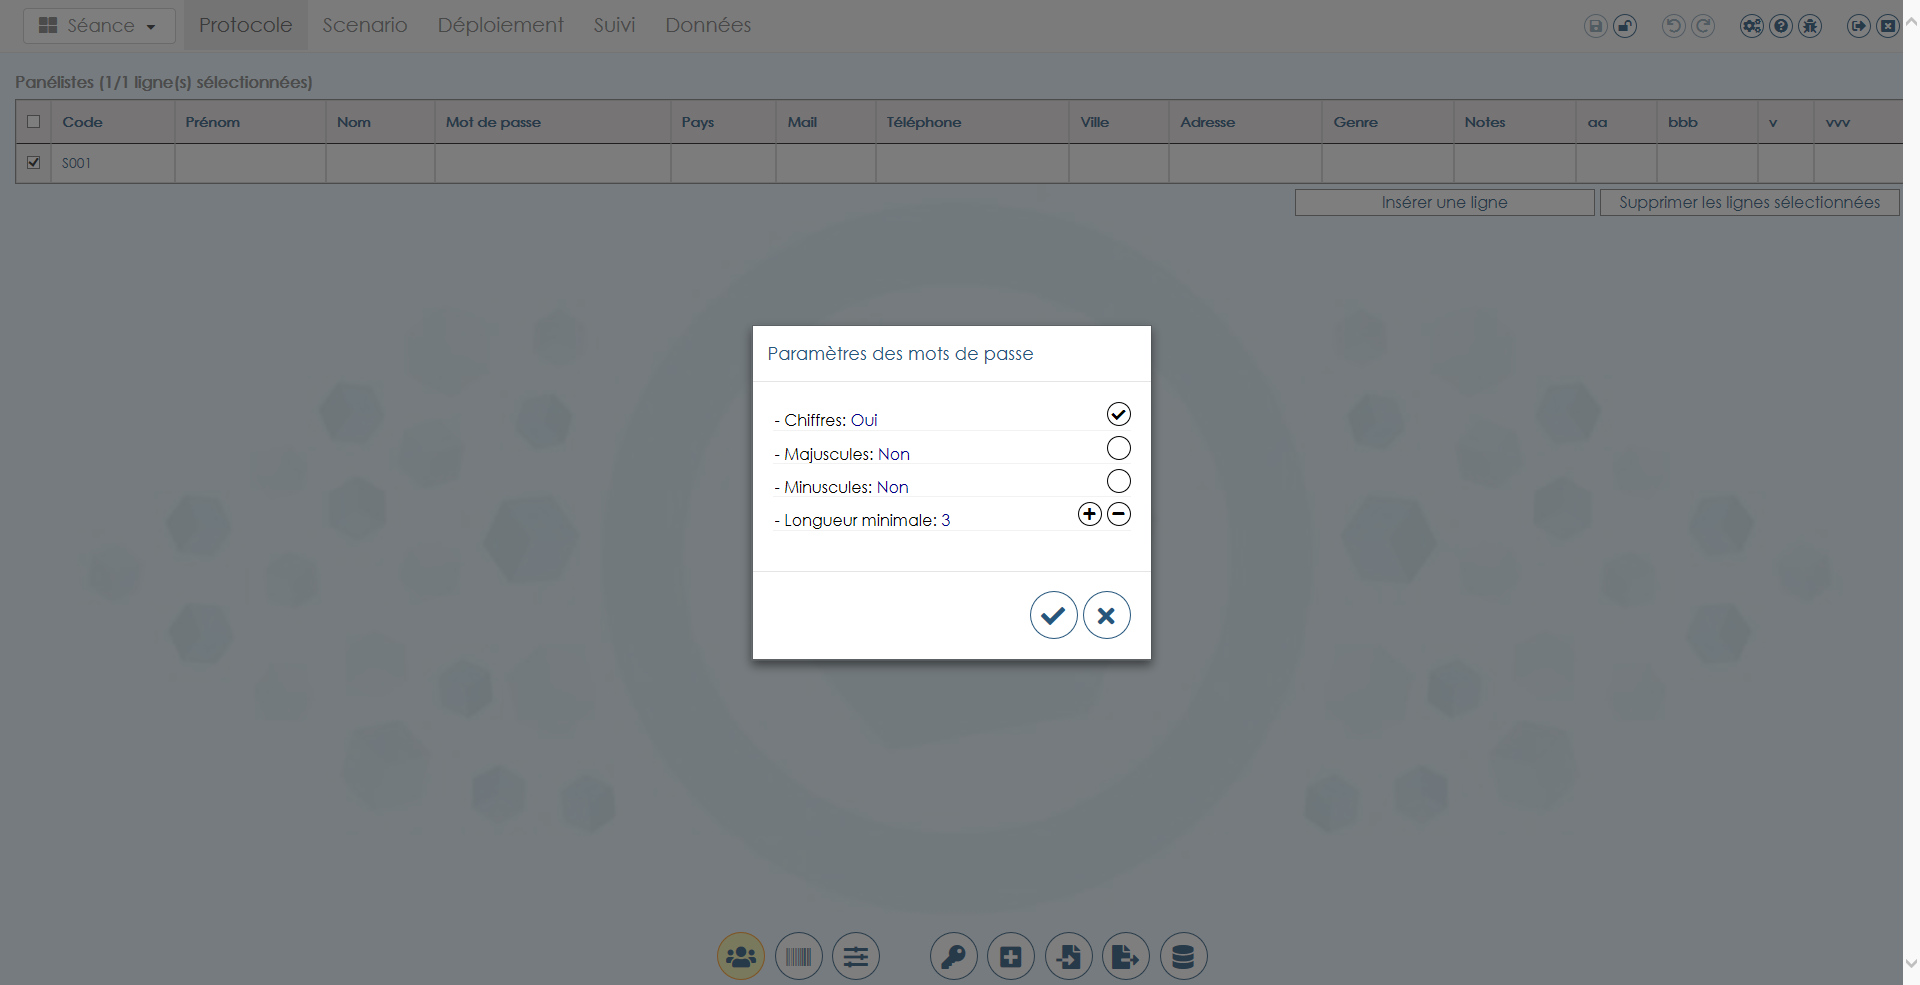 Séance Protocole Scenario Déploiement Suivi Données
Panélistes (1/1 ligne(s) sélectionnées)
Code Prénom Nom Mot de passe Pays Mail Téléphone Ville Adresse Genre Notes aa bbb v vvv
S001
Insérer une ligne Supprimer les lignes sélectionnées
Paramètres des mots de passe
- Chiffres: Oui
- Majuscules: Non
- Minuscules: Non
- Longueur minimale: 3